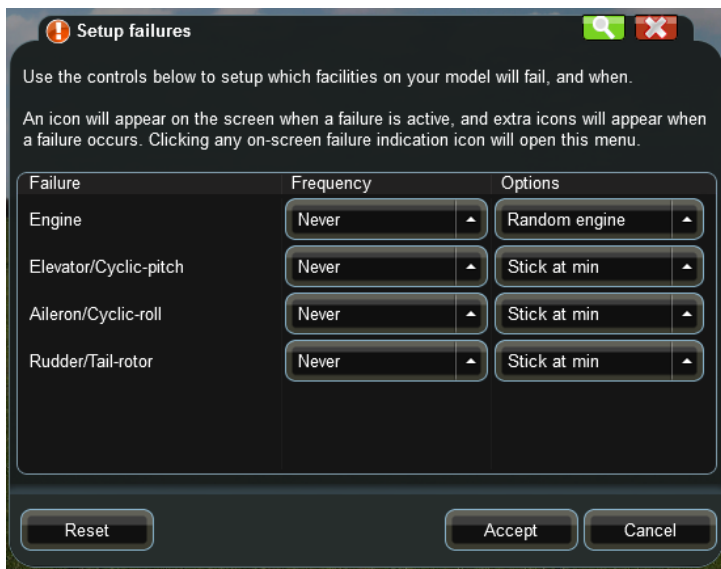 Setup failures
Use the controls below to setup which facilities on your model will fail, and when.
An icon will appear on the screen when a failure is active, and extra icons will appear when
a failure occurs. Clicking any on-screen failure indication icon will open this menu.
Failure Frequency Options
Engine Never Random engine
Elevator/Cyclic-pitch Never Stick at min
Aileron/Cyclic-roll Never Stick at min
Rudder/Tail-rotor Never Stick at min
Reset Accept Cancel